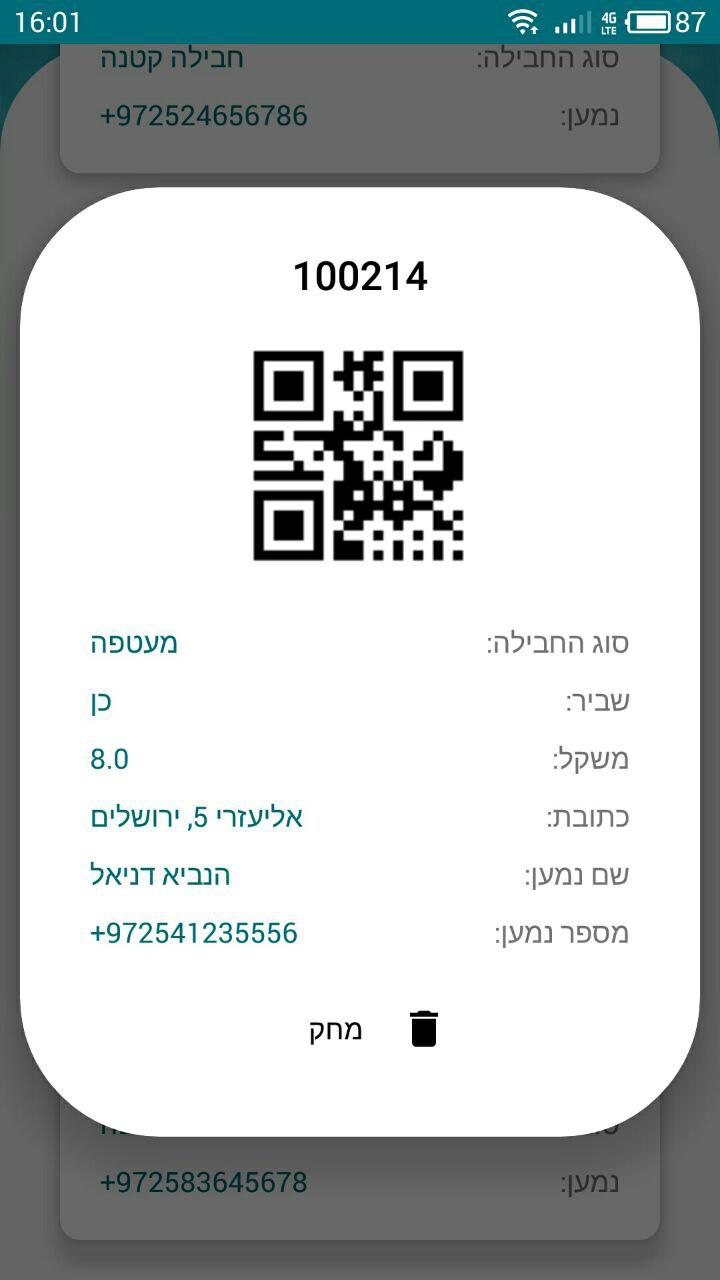 16:01
4G LTE 87
סוג החבילה: חבילה קטנה
נמען: +972524656786
100214
סוג החבילה: מעטפה
שביר: כן
משקל: 8.0
כתובת: אליעזרי 5, ירושלים
שם נמען: הנביא דניאל
מספר נמען: +972541235556
מחק
נמען: +972583645678